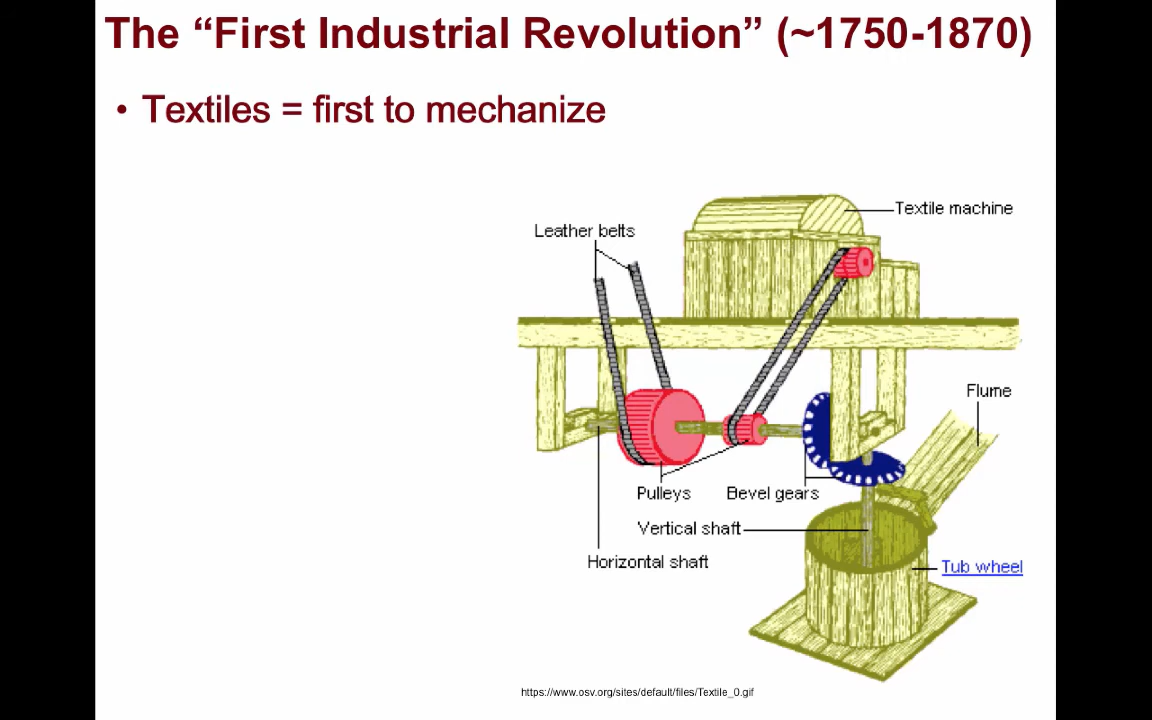 The “First Industrial Revolution” (~1750-1870)
• Textiles = first to mechanize
Textile machine
Leather belts
Flume
Pulleys
Bevel gears
Vertical shaft
Horizontal shaft
Tub wheel
https://www.osv.org/sites/default/files/Textile_0.gif